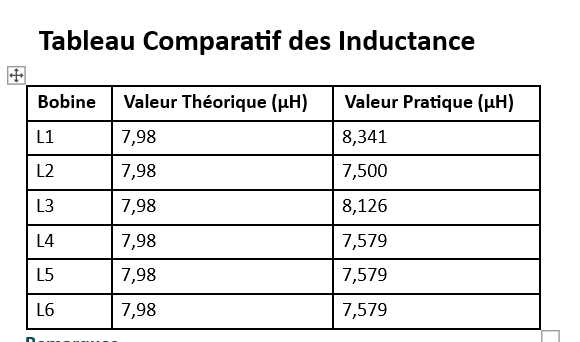 Tableau Comparatif des Inductance
Bobine Valeur Théorique (µH) Valeur Pratique (µH)
L1 7,98 8,341
L2 7,98 7,500
L3 7,98 8,126
L4 7,98 7,579
L5 7,98 7,579
L6 7,98 7,579